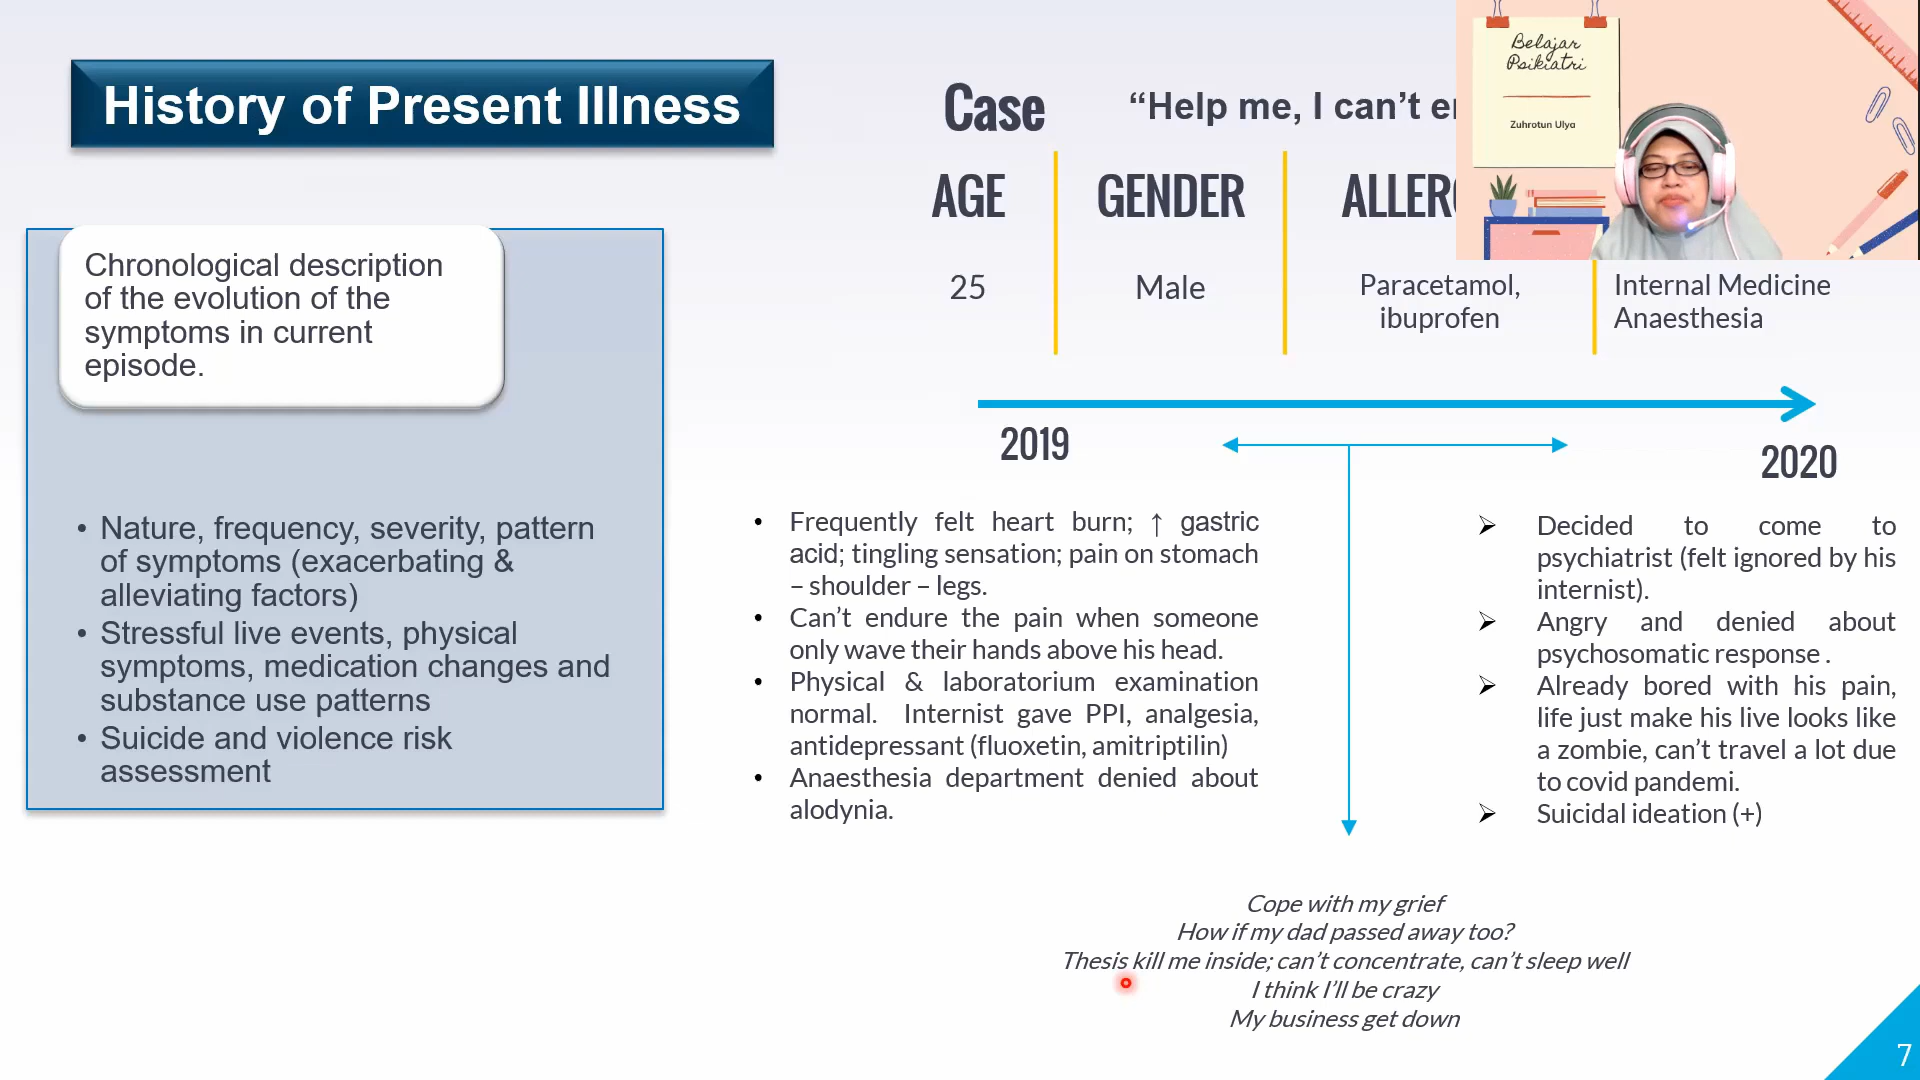 History of Present Illness
Chronological description
of the evolution of the
symptoms in current
episode.
• Nature, frequency, severity, pattern
of symptoms (exacerbating &
alleviating factors)
• Stressful live events, physical
symptoms, medication changes and
substance use patterns
• Suicide and violence risk
assessment
Case
“Help me, I can’t
AGE
GENDER
25
Male
Paracetamol,
ibuprofen
Internal Medicine
Anaesthesia
2019
2020
• Frequently felt heart burn; ↑ gastric
acid; tingling sensation; pain on stomach
– shoulder – legs.
• Can’t endure the pain when someone
only wave their hands above his head.
• Physical & laboratorium examination
normal. Internist gave PPI, analgesia,
antidepressant (fluoxetin, amitriptilin)
• Anaesthesia department denied about
alodynia.
➢ Decided to come to
psychiatrist (felt ignored by his
internist).
➢ Angry and denied about
psychosomatic response .
➢ Already bored with his pain,
life just make his live looks like
a zombie, can’t travel a lot due
to covid pandemi.
➢ Suicidal ideation (+)
Cope with my grief
How if my dad passed away too?
Thesis kill me inside; can’t concentrate, can’t sleep well
I think I’ll be crazy
My business get down
Belajar
Psikiatri
Zuhrotun Ulya
7